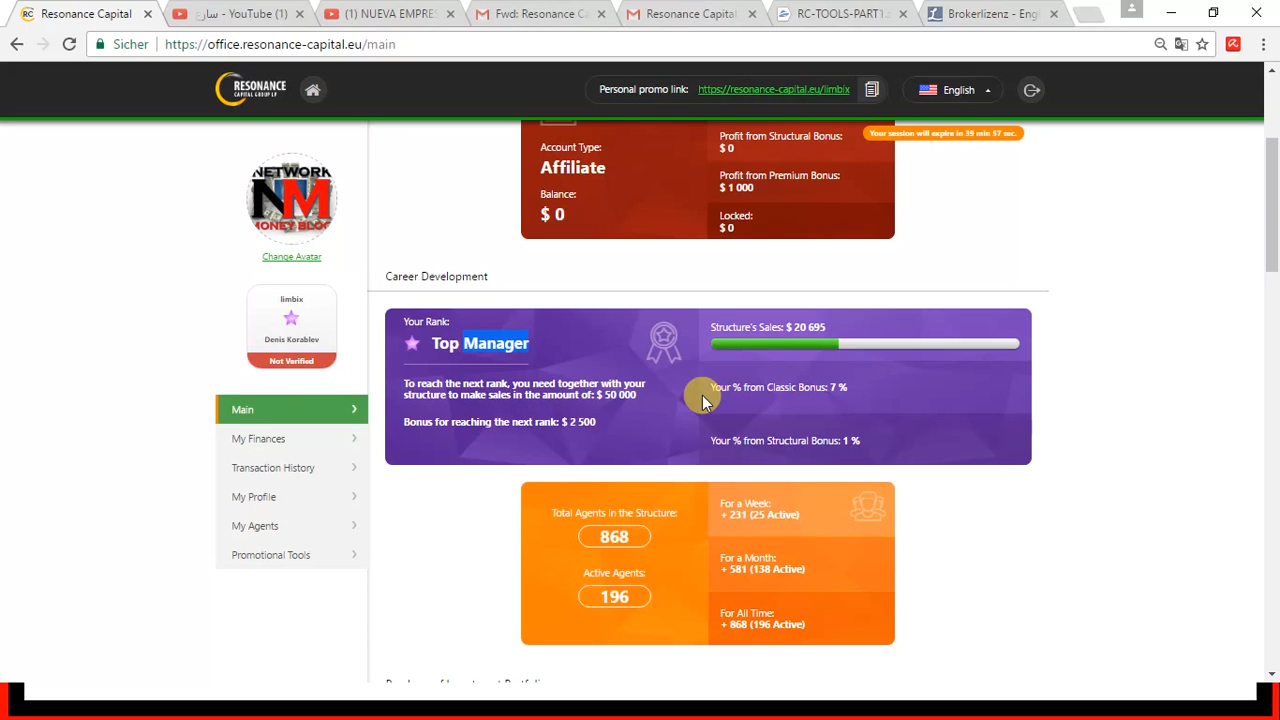 Resonance Capital
سارع - YouTube (1)
(1) NUEVA EMPRES
Fwd: Resonance C
Resonance Capital
RC-TOOLS-PART1.
Brokerlizenz - Engl
Sicher
https://office.resonance-capital.eu/main
RESONANCE
CAPITAL GROUP LP
Personal promo link:
https://resonance-capital.eu/limbix
English
Your session will expire in 39 min 57 sec.
Account Type:
Affiliate
Balance:
$ 0
Profit from Structural Bonus:
$ 0
Profit from Premium Bonus:
$ 1 000
Locked:
$ 0
NETWORK
NM
MONEY BLOG
Change Avatar
limbix
Denis Korablev
Not Verified
Main
My Finances
Transaction History
My Profile
My Agents
Promotional Tools
Career Development
Your Rank:
Top Manager
To reach the next rank, you need together with your
structure to make sales in the amount of: $ 50 000
Bonus for reaching the next rank: $ 2 500
Structure's Sales: $ 20 695
Your % from Classic Bonus: 7 %
Your % from Structural Bonus: 1 %
Total Agents in the Structure:
868
Active Agents:
196
For a Week:
+ 231 (25 Active)
For a Month:
+ 581 (138 Active)
For All Time:
+ 868 (196 Active)